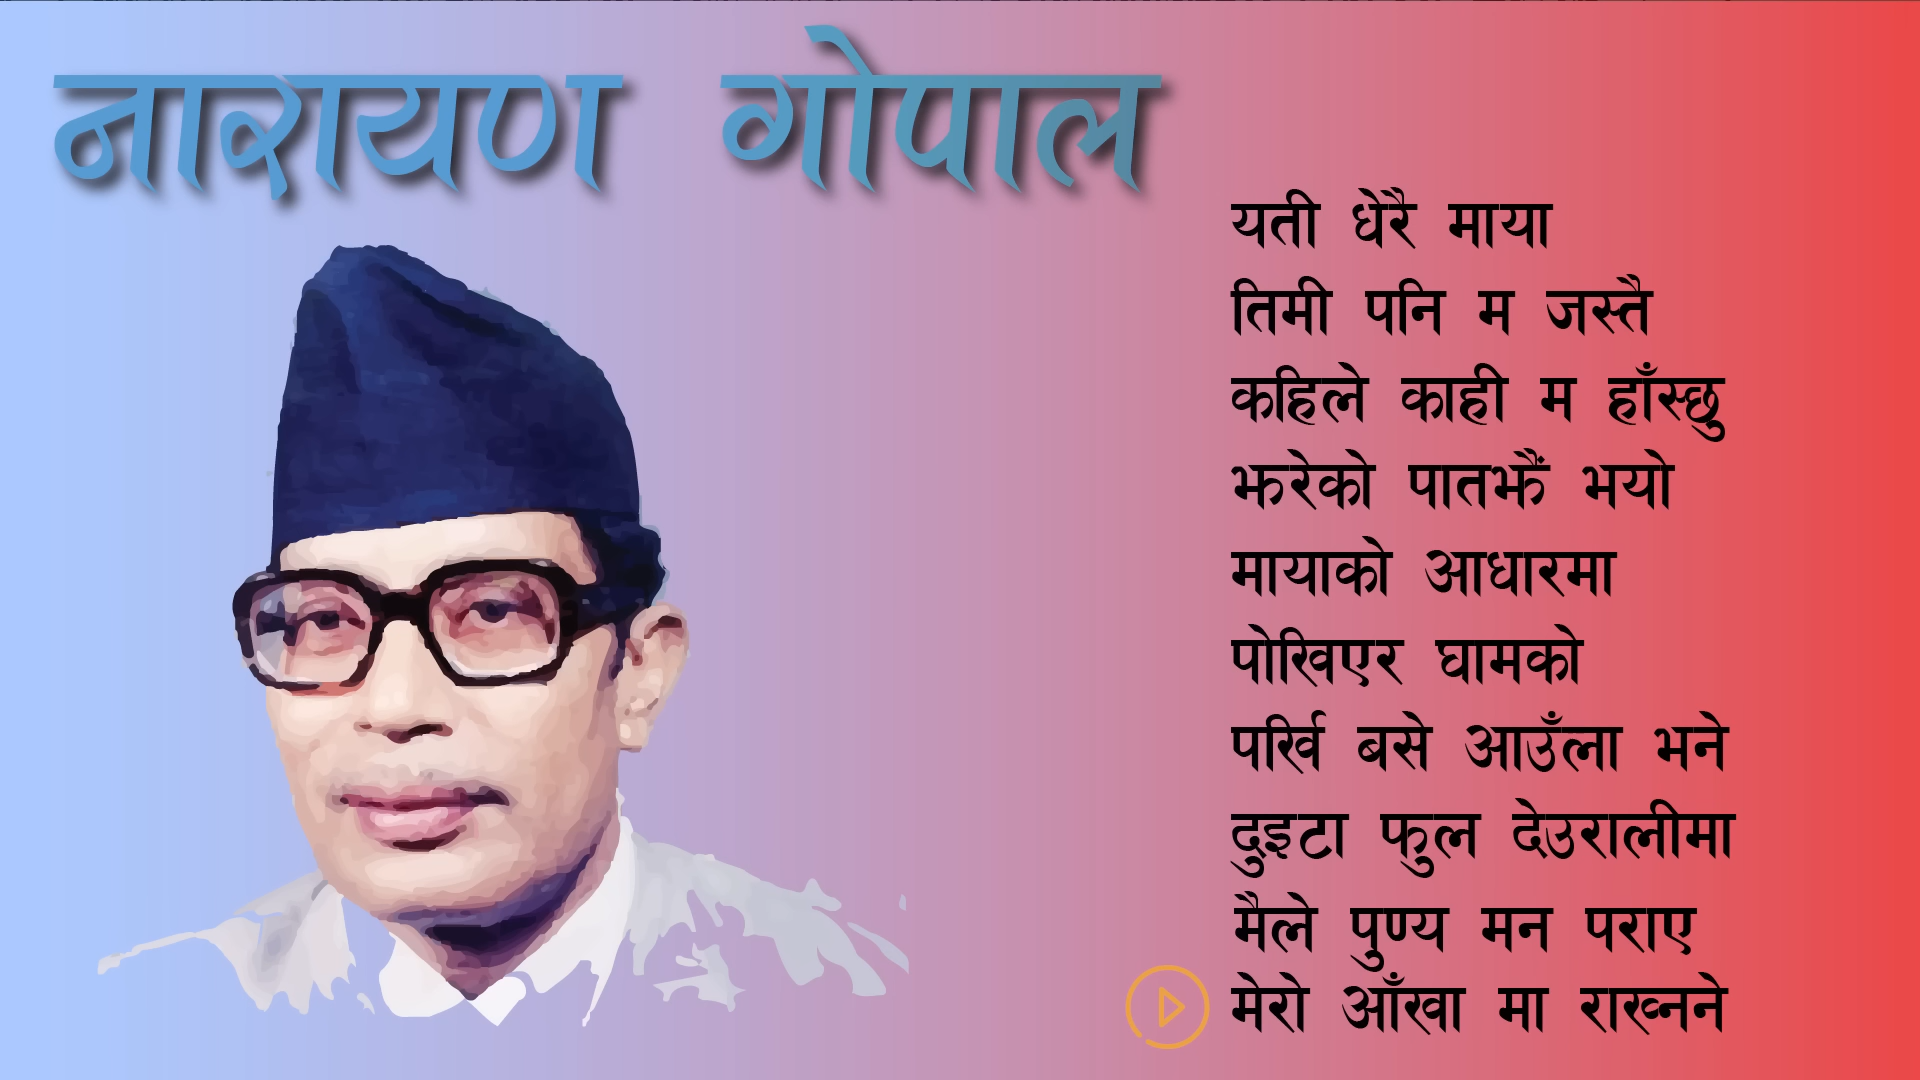 नारायण गोपाल
यती धेरै माया
तिमी पनि म जस्तै
कहिले काही म हाँस्छु
झरेको पातझैं भयो
मायाको आधारमा
पोखिएर घामको
पर्खि बसे आउँला भने
दुइटा फुल देउरालीमा
मैले पुण्य मन पराए
मेरो आँखा मा राख्नने